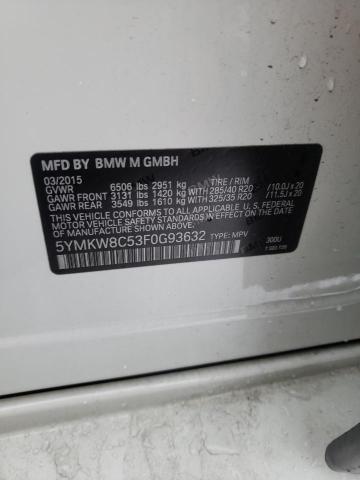 MFD BY BMW M GMBH
03/2015 TIRE / RIM
GVWR 6506 lbs 2951 kg
GAWR FRONT 3131 lbs 1420 kg WITH 285/40 R20 /10.0J x 20
GAWR REAR 3549 lbs 1610 kg WITH 325/35 R20 /11.5J x 20
THIS VEHICLE CONFORMS TO ALL APPLICABLE U.S. FEDERAL
MOTOR VEHICLE SAFETY STANDARDS IN EFFECT ON THE
DATE OF MANUFACTURE SHOWN ABOVE.
5YMKW8C53F0G93632 TYPE: MPV 300U